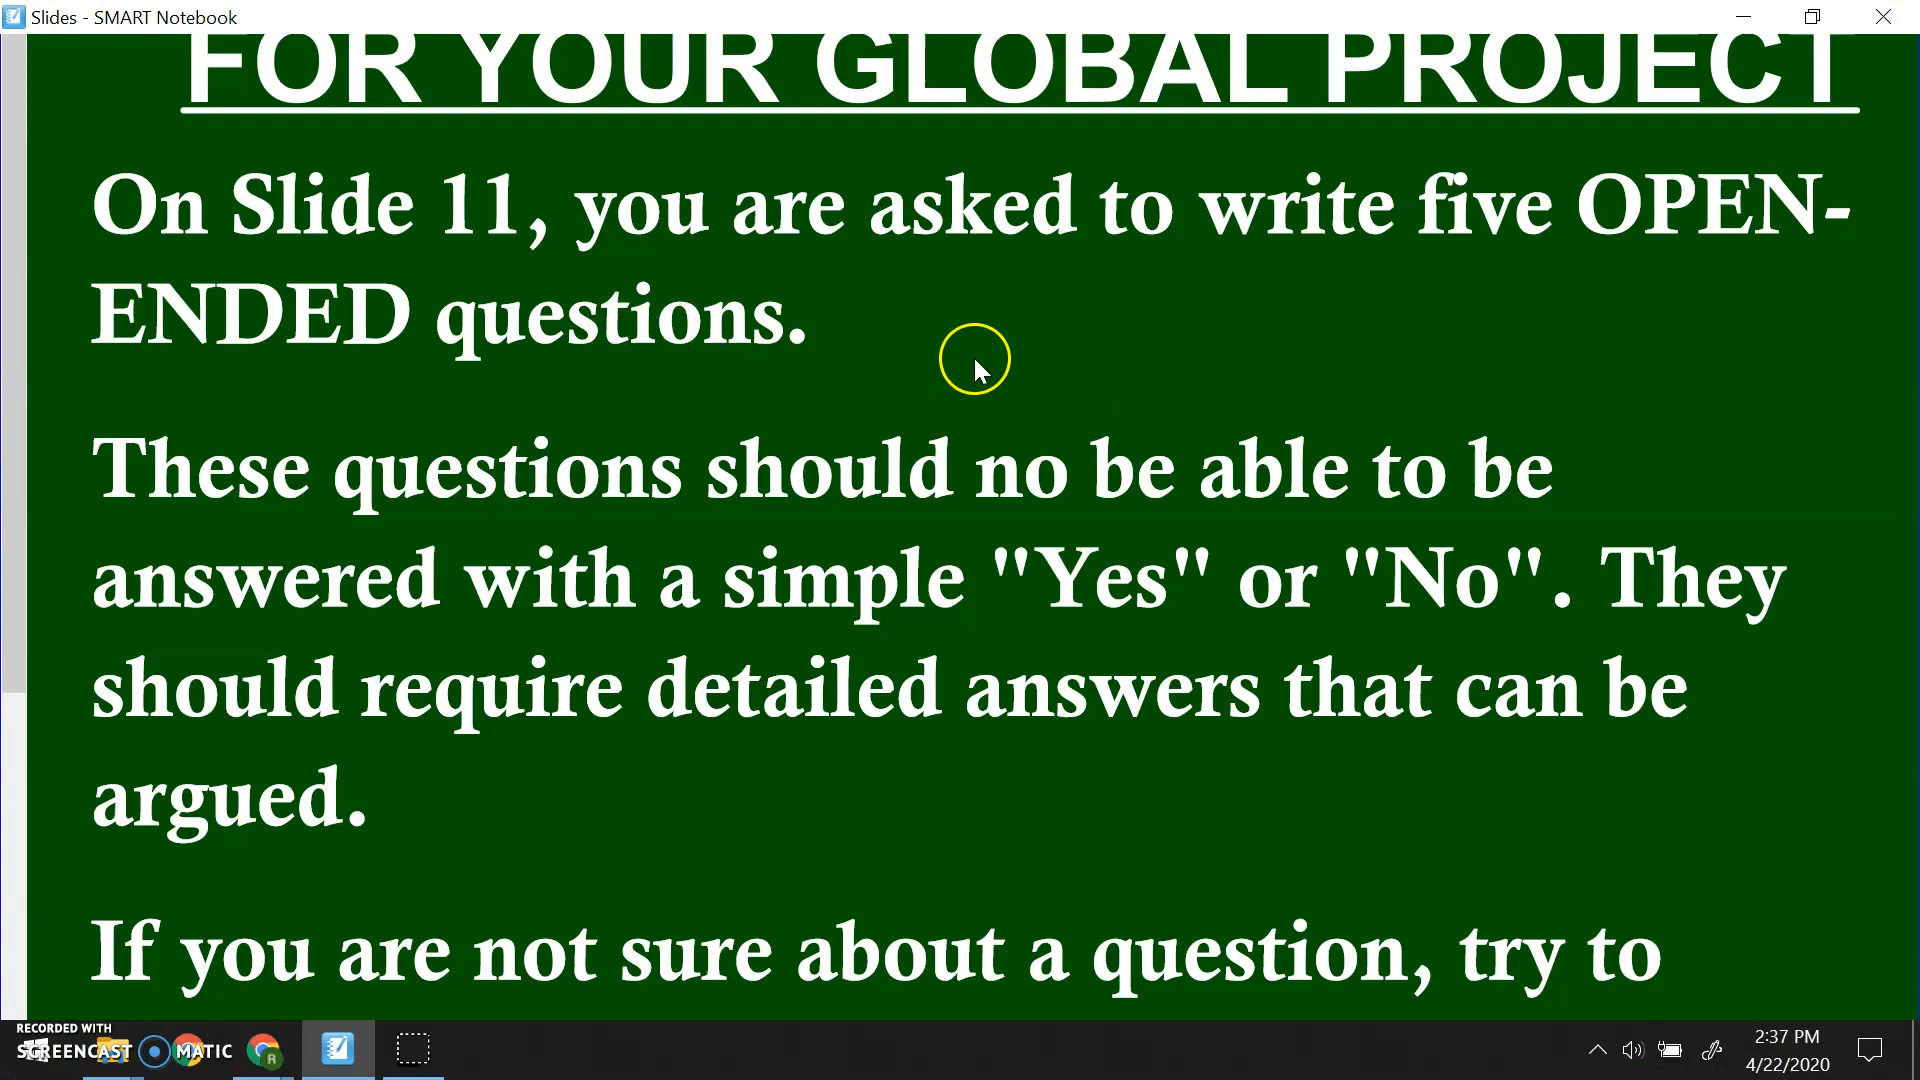 Slides - SMART Notebook
FOR YOUR GLOBAL PROJECT
On Slide 11, you are asked to write five OPEN-
ENDED questions.
These questions should no be able to be
answered with a simple "Yes" or "No". They
should require detailed answers that can be
argued.
If you are not sure about a question, try to
RECORDED WITH
SCREENCAST MATIC
R
2:37 PM
4/22/2020